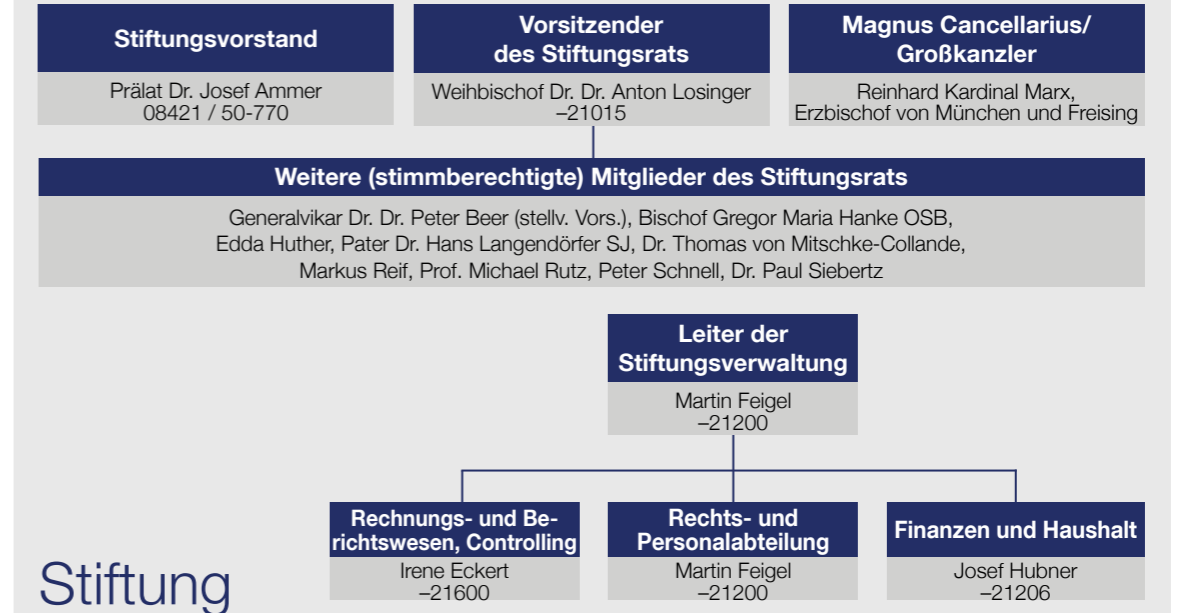 Stiftungsvorstand
Prälat Dr. Josef Ammer
08421 / 50-770
Vorsitzender
des Stiftungsrats
Weihbischof Dr. Dr. Anton Losinger
–21015
Magnus Cancellarius/
Großkanzler
Reinhard Kardinal Marx,
Erzbischof von München und Freising
Weitere (stimmberechtigte) Mitglieder des Stiftungsrats
Generalvikar Dr. Dr. Peter Beer (stellv. Vors.), Bischof Gregor Maria Hanke OSB,
Edda Huther, Pater Dr. Hans Langendörfer SJ, Dr. Thomas von Mitschke-Collande,
Markus Reif, Prof. Michael Rutz, Peter Schnell, Dr. Paul Siebertz
Leiter der
Stiftungsverwaltung
Martin Feigel
–21200
Rechnungs- und Be-
richtswesen, Controlling
Irene Eckert
–21600
Rechts- und
Personalabteilung
Martin Feigel
–21200
Finanzen und Haushalt
Josef Hubner
–21206
Stiftung